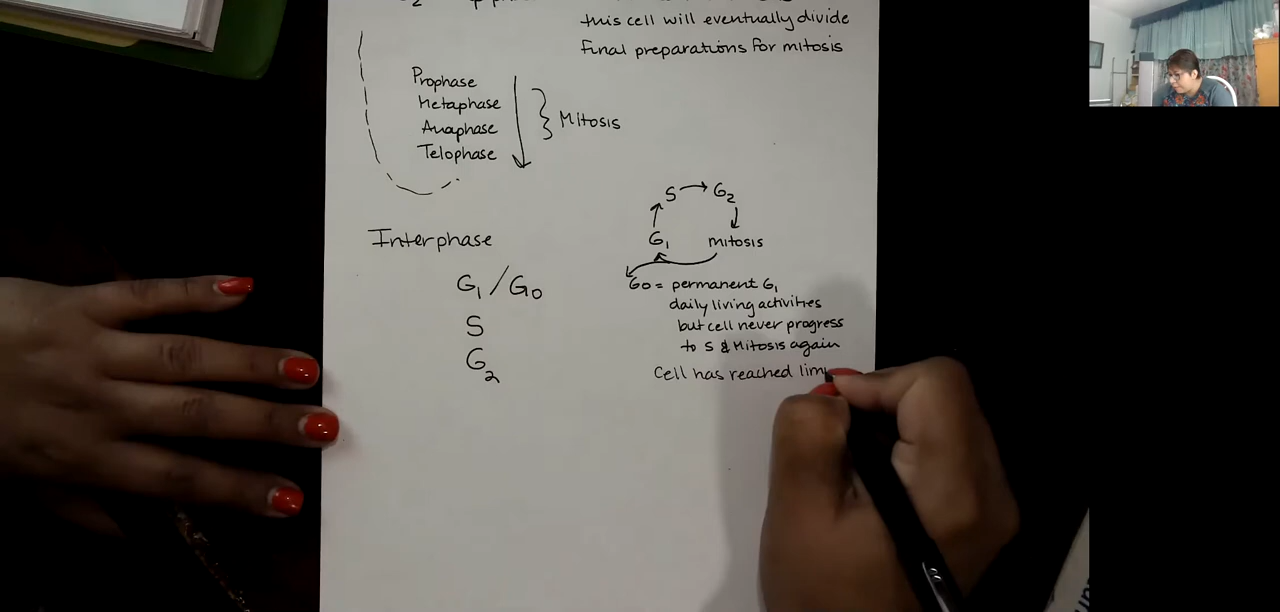 this cell will eventually divide
Final preparations for mitosis
Prophase
Metaphase
Anaphase
Telophase
Mitosis
S → G2
G1 mitosis
Interphase
G1 / G0
S
G2
G0 = permanent G1
daily living activities
but cell never progress
to S & Mitosis again
Cell has reached lim